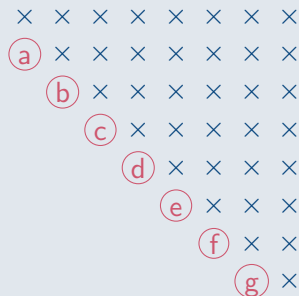 × × × × × × × ×
a × × × × × × ×
b × × × × × ×
c × × × × ×
d × × × ×
e × × ×
f × ×
g ×